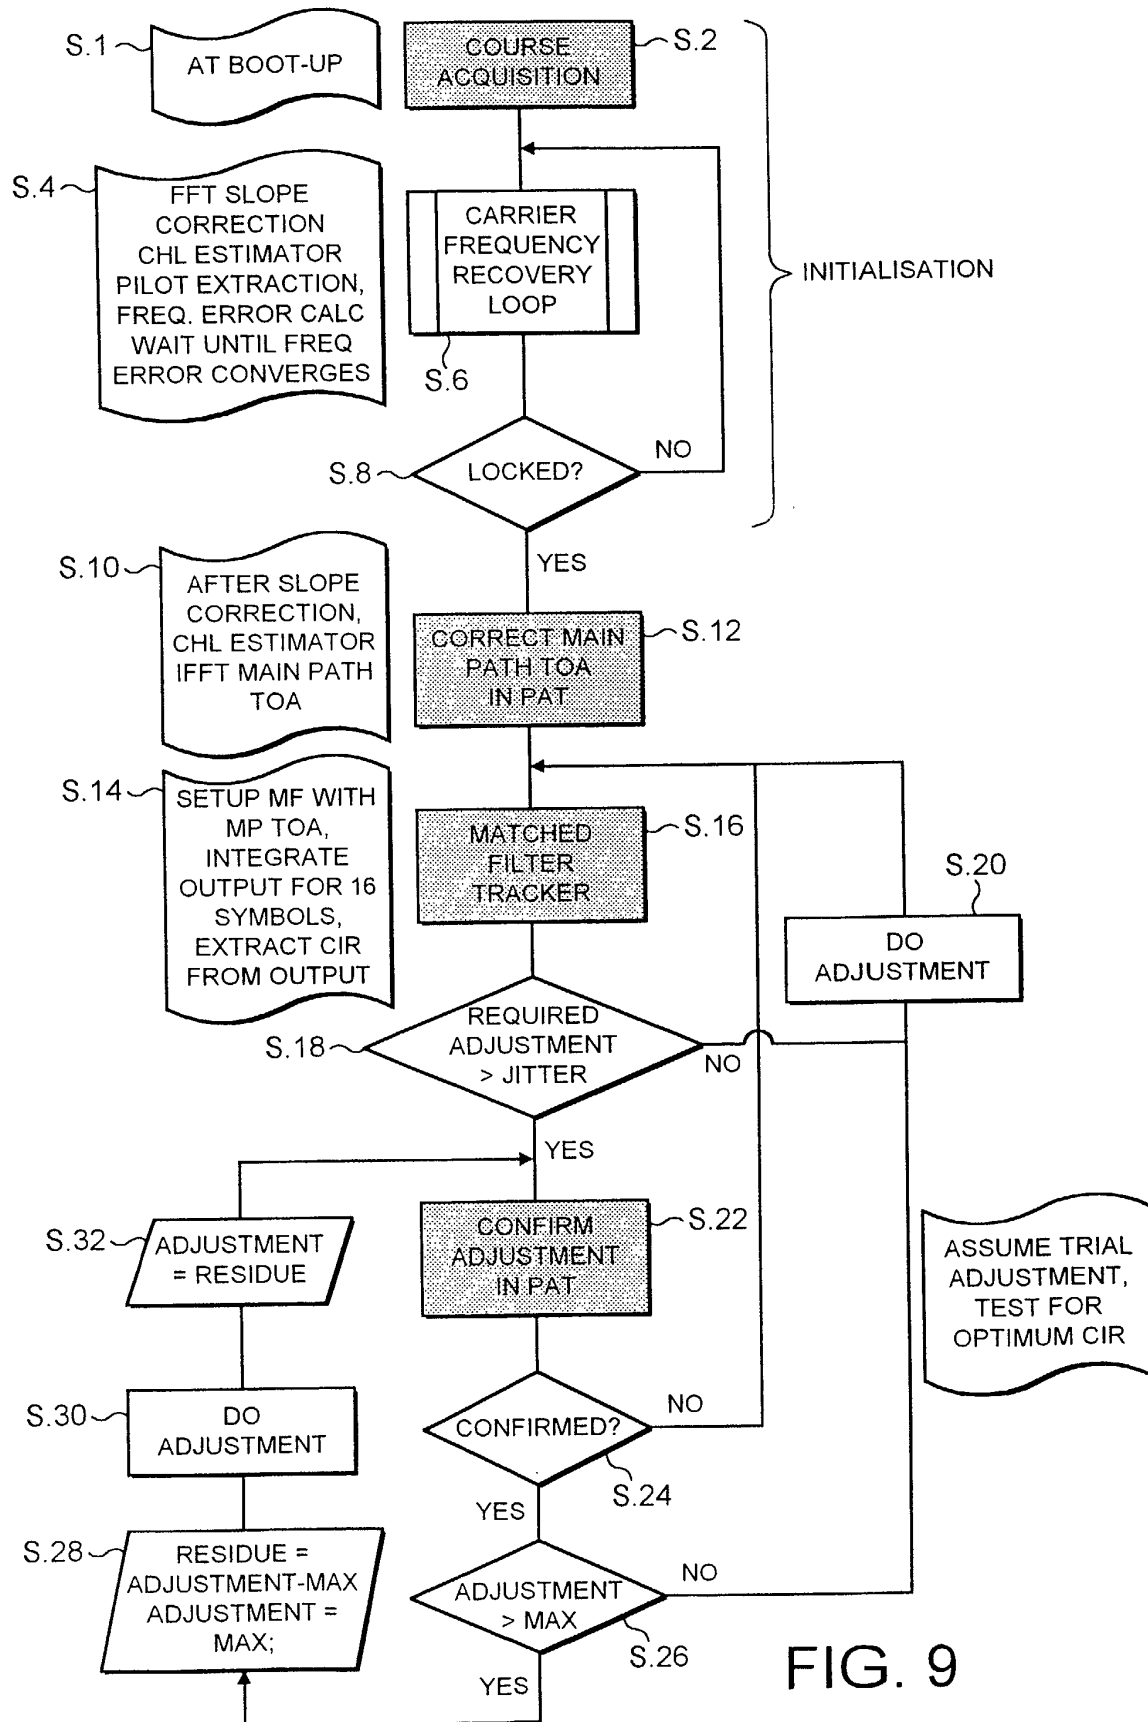 S.1
AT BOOT-UP
COURSE
ACQUISITION
S.2
S.4
FFT SLOPE
CORRECTION
CHL ESTIMATOR
PILOT EXTRACTION,
FREQ. ERROR CALC
WAIT UNTIL FREQ
ERROR CONVERGES
CARRIER
FREQUENCY
RECOVERY
LOOP
S.6
INITIALISATION
S.8
LOCKED?
NO
YES
S.10
AFTER SLOPE
CORRECTION,
CHL ESTIMATOR
IFFT MAIN PATH
TOA
CORRECT MAIN
PATH TOA
IN PAT
S.12
S.14
SETUP MF WITH
MP TOA,
INTEGRATE
OUTPUT FOR 16
SYMBOLS,
EXTRACT CIR
FROM OUTPUT
MATCHED
FILTER
TRACKER
S.16
S.20
DO
ADJUSTMENT
S.18
REQUIRED
ADJUSTMENT
> JITTER
NO
YES
S.32
ADJUSTMENT
= RESIDUE
CONFIRM
ADJUSTMENT
IN PAT
S.22
ASSUME TRIAL
ADJUSTMENT,
TEST FOR
OPTIMUM CIR
S.30
DO
ADJUSTMENT
CONFIRMED?
NO
S.24
YES
S.28
RESIDUE =
ADJUSTMENT-MAX
ADJUSTMENT =
MAX;
ADJUSTMENT
> MAX
NO
S.26
YES
FIG. 9